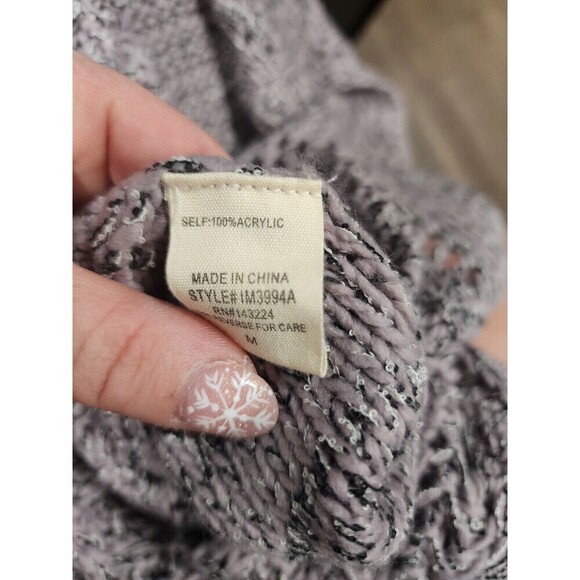 SELF:100%ACRYLIC
MADE IN CHINA
STYLE#IM3994A
RN#143224
REVERSE FOR CARE
M